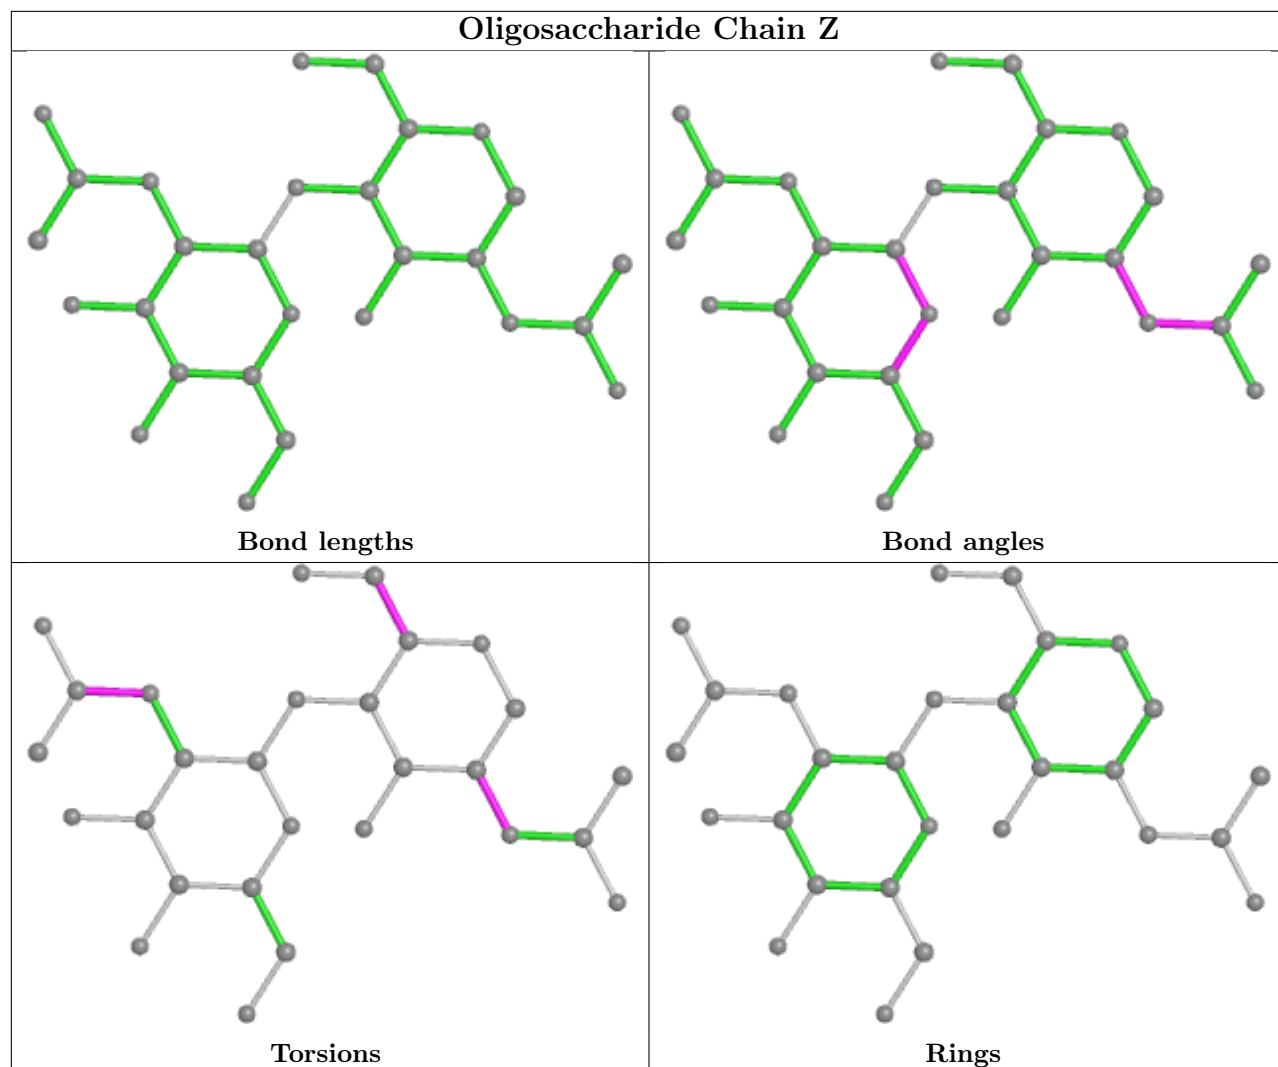 Oligosaccharide Chain Z
Bond lengths
Bond angles
Torsions
Rings